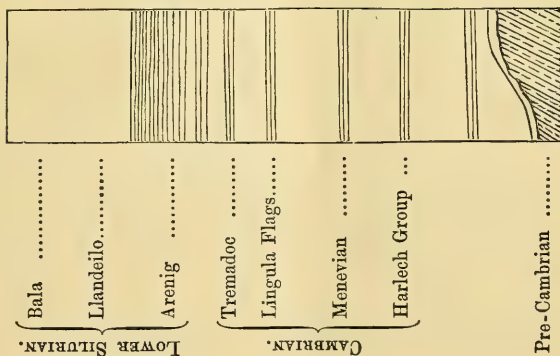 LOWER SILURIAN.
Bala ..............
Llandeilo...........
Arenig ............
CAMBRIAN.
Tremadoc .........
Lingula Flags......
Menevian .........
Harlech Group ...
Pre-Cambrian .........